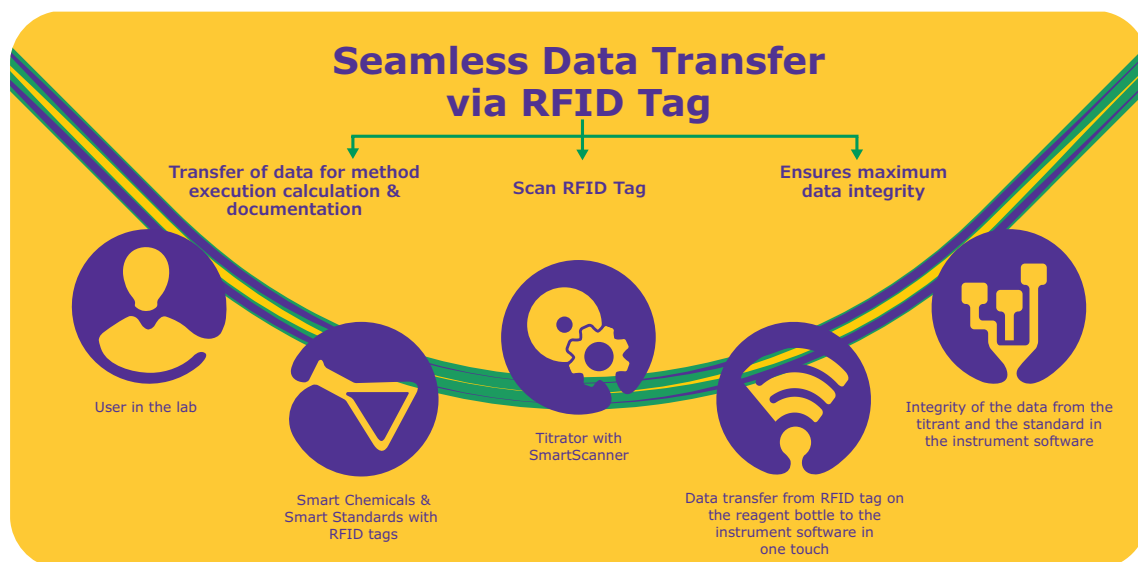 Seamless Data Transfer
via RFID Tag
Transfer of data for method
execution calculation &
documentation
Scan RFID Tag
Ensures maximum
data integrity
User in the lab
Smart Chemicals &
Smart Standards with
RFID tags
Titrator with
SmartScanner
Data transfer from RFID tag on
the reagent bottle to the
instrument software in
one touch
Integrity of the data from the
titrant and the standard in
the instrument software